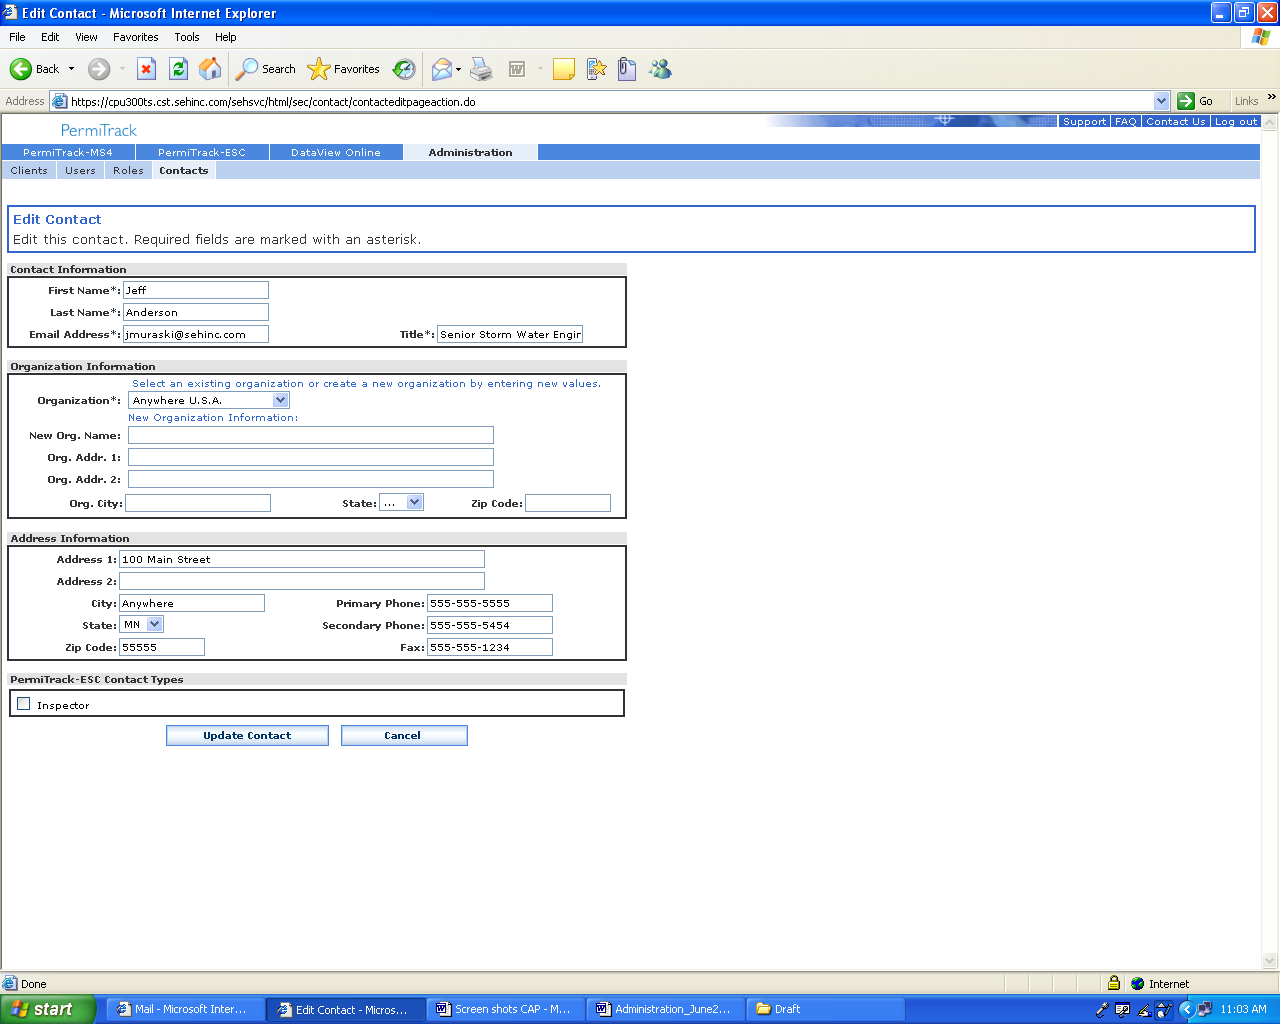 Edit Contact - Microsoft Internet Explorer
File Edit View Favorites Tools Help
Back Search Favorites
Address https://cpu300ts.cst.sehinc.com/sehsvc/html/sec/contact/contacteditpageaction.do Go Links »
PermiTrack Support FAQ Contact Us Log out
PermiTrack-MS4 PermiTrack-ESC DataView Online Administration
Clients Users Roles Contacts
Edit Contact
Edit this contact. Required fields are marked with an asterisk.
Contact Information
First Name*: Jeff
Last Name*: Anderson
Email Address*: jmuraski@sehinc.com Title*: Senior Storm Water Engir
Organization Information
Select an existing organization or create a new organization by entering new values.
Organization*: Anywhere U.S.A.
New Organization Information:
New Org. Name:
Org. Addr. 1:
Org. Addr. 2:
Org. City: State: ... Zip Code:
Address Information
Address 1: 100 Main Street
Address 2:
City: Anywhere Primary Phone: 555-555-5555
State: MN Secondary Phone: 555-555-5454
Zip Code: 55555 Fax: 555-555-1234
PermiTrack-ESC Contact Types
Inspector
Update Contact Cancel
Done Internet
start Mail - Microsoft Inter... Edit Contact - Micros... Screen shots CAP - M... Administration_June2... Draft 11:03 AM